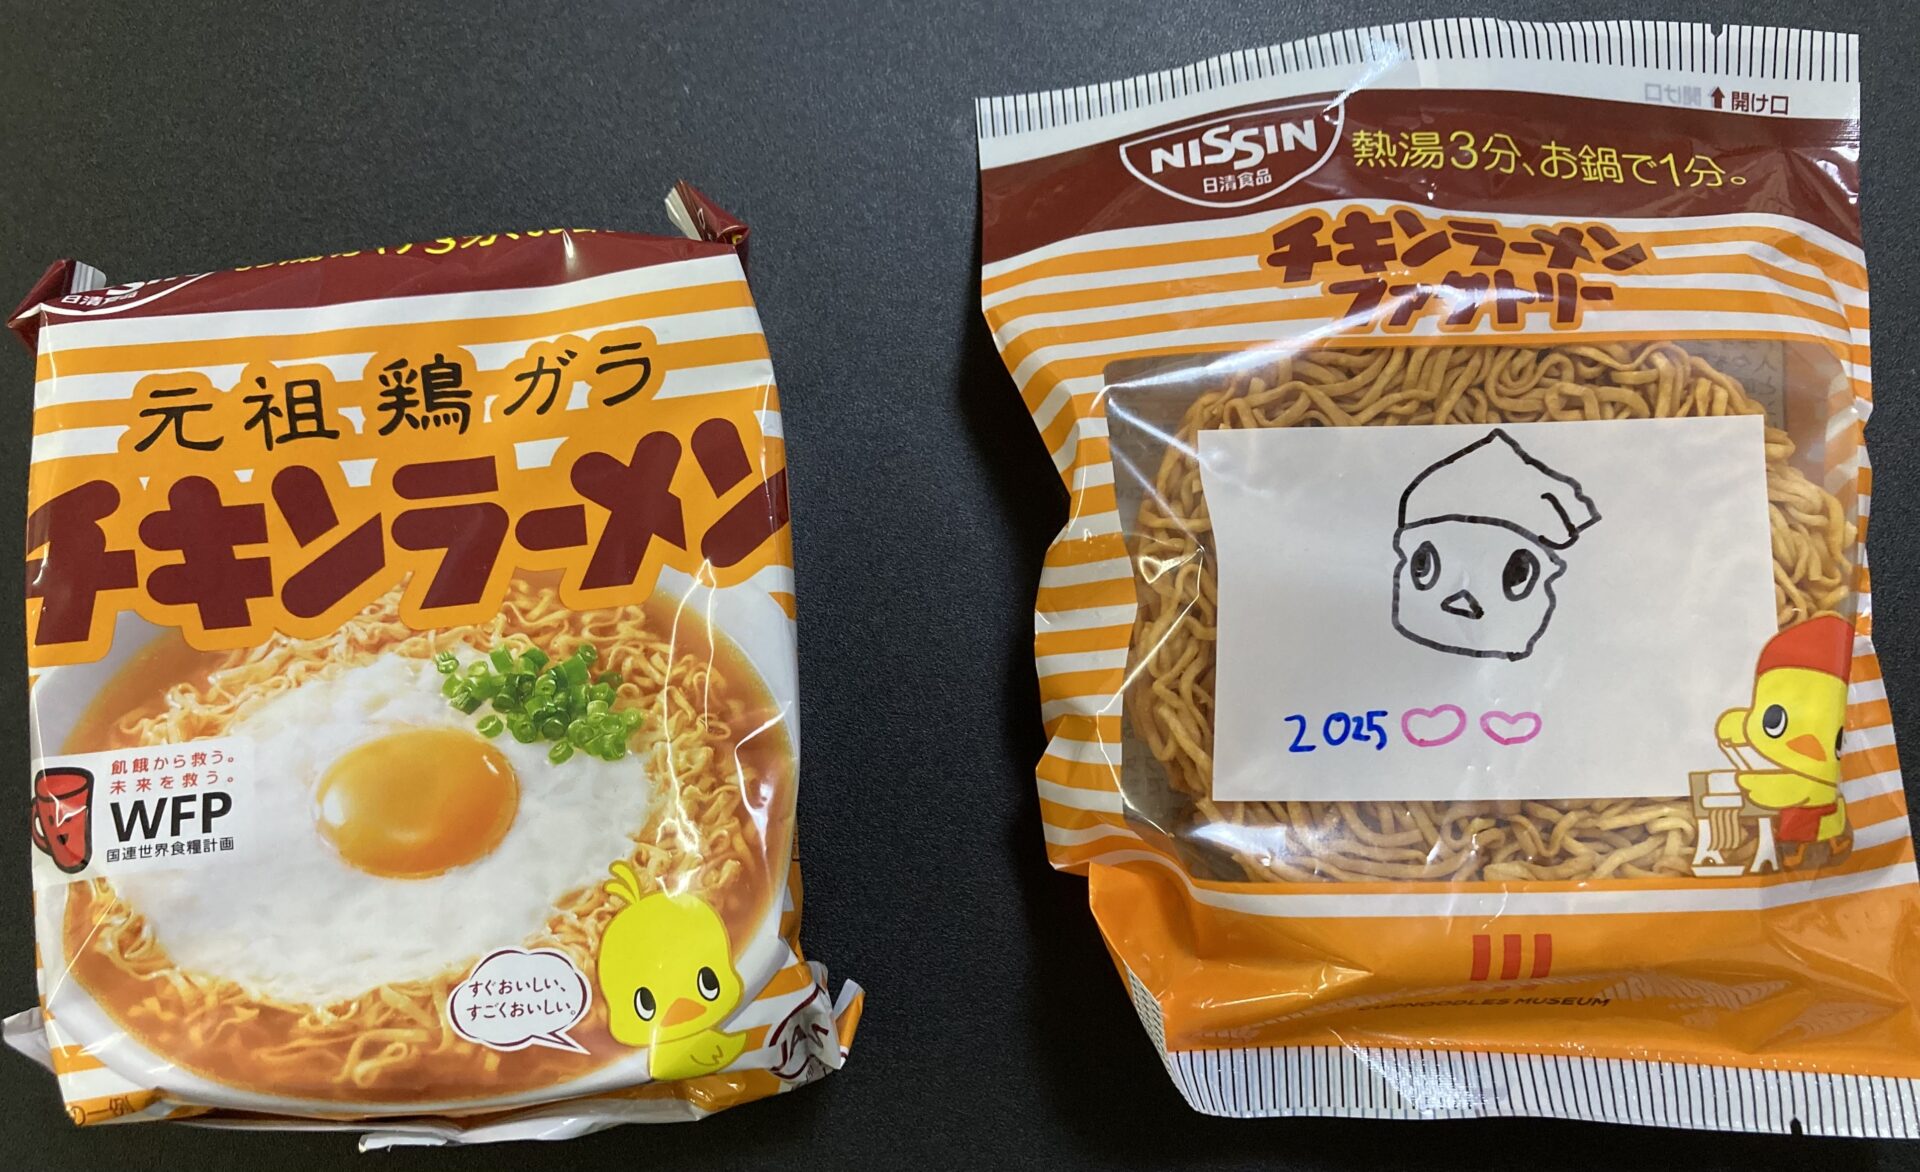 日清食品
元祖鶏ガラ
チキンラーメン
飢餓から救う。
未来を救う。
WFP
国連世界食糧計画
すぐおいしい、
すごくおいしい。
開け口
NISSIN
日清食品
熱湯3分、お鍋で1分。
チキンラーメン
ファクトリー
2025
CUPNOODLES MUSEUM